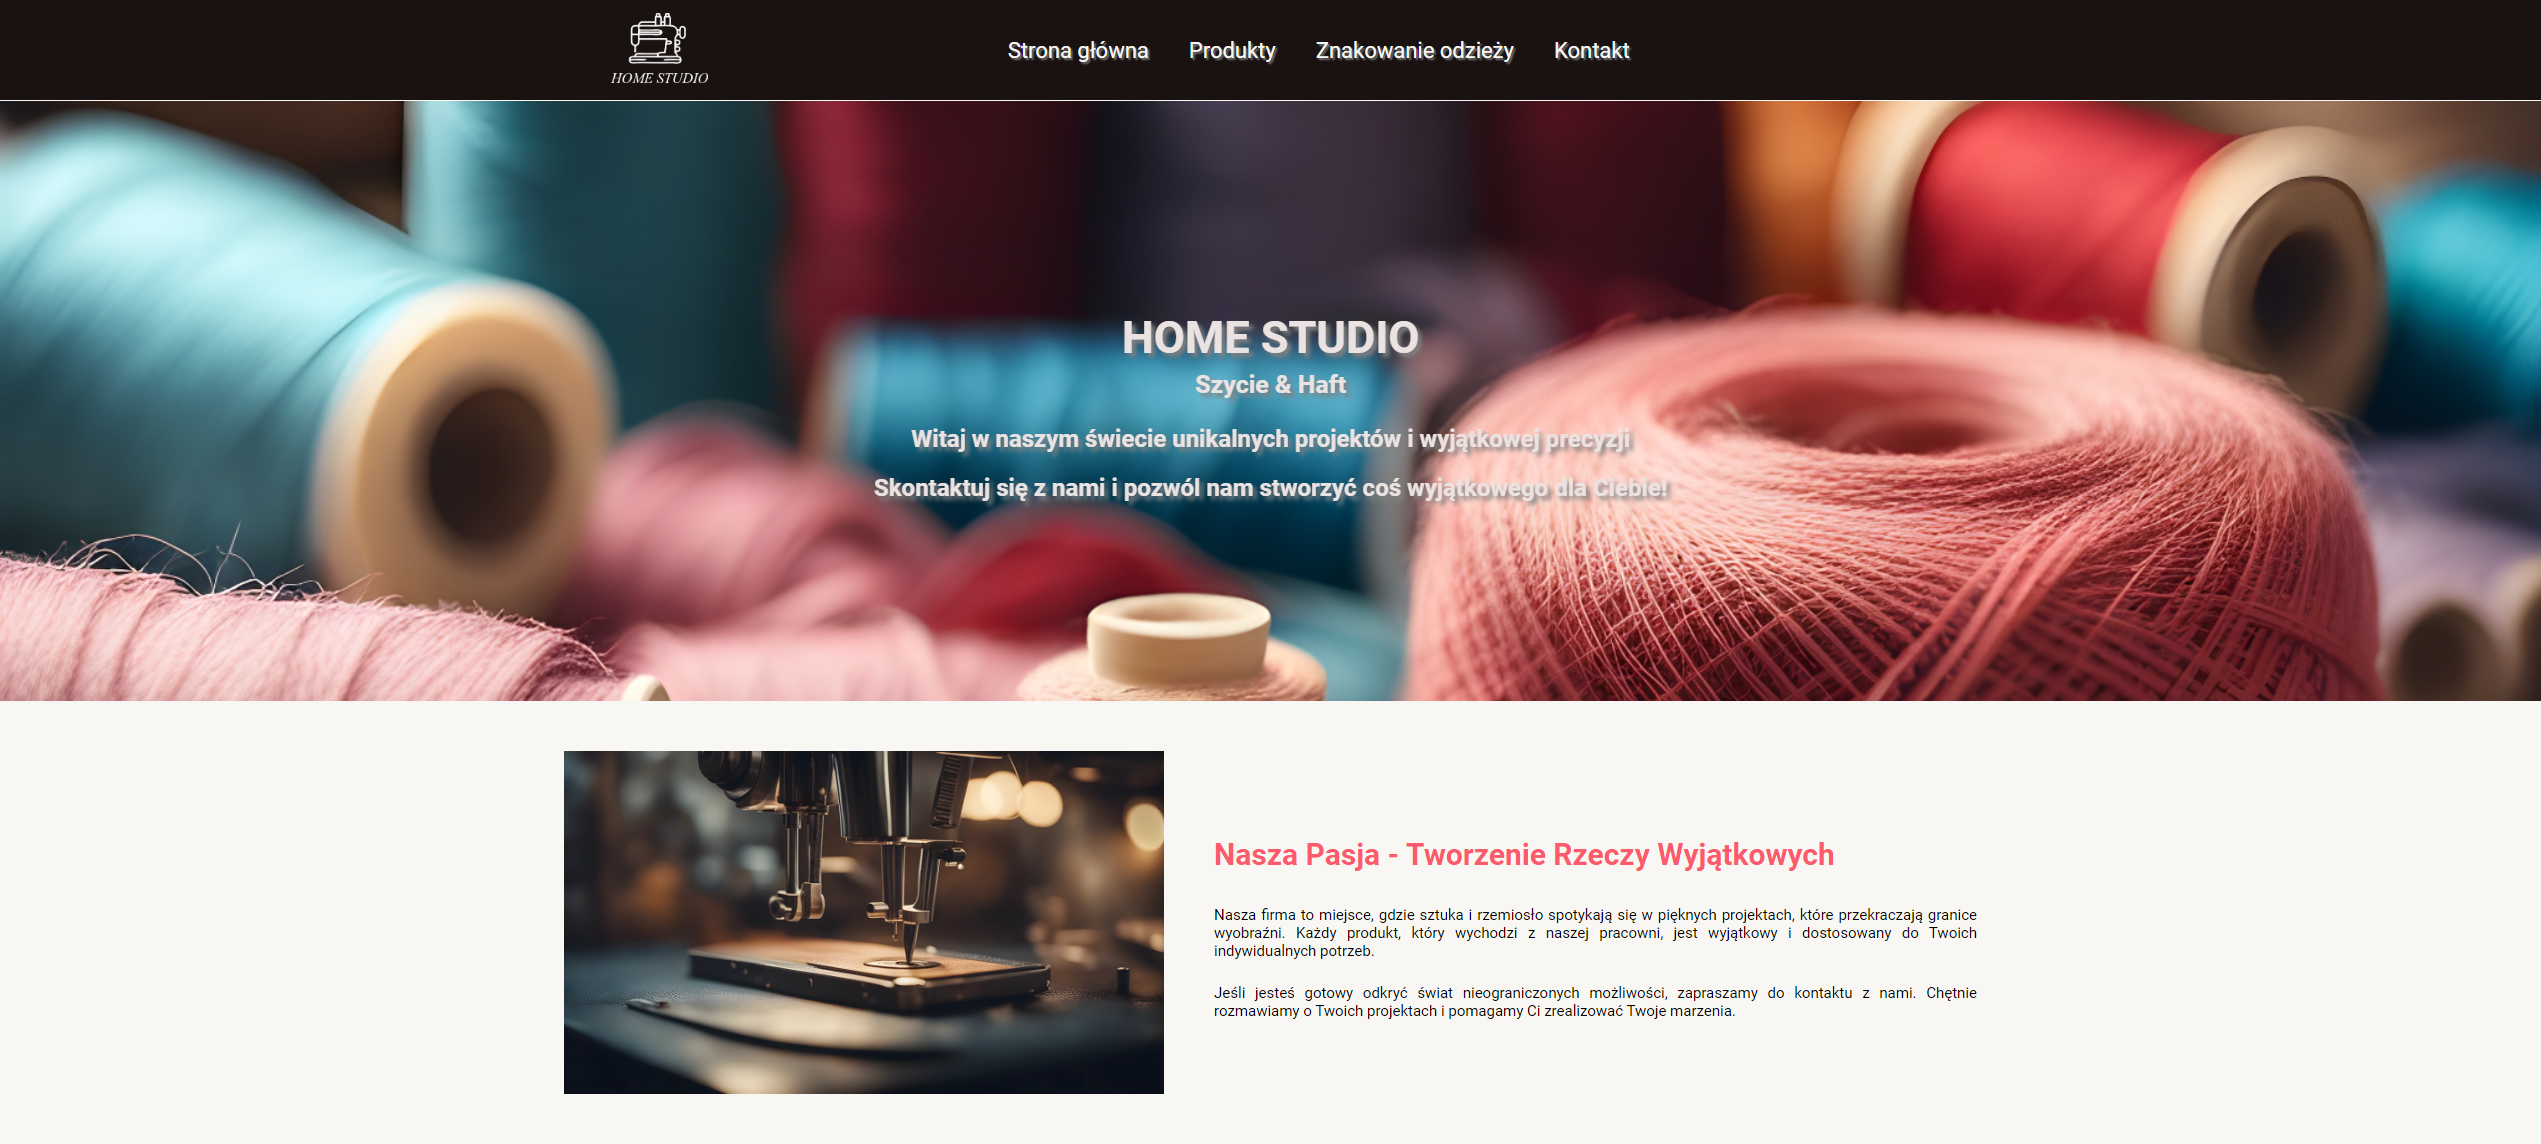 HOME STUDIO
Strona główna Produkty Znakowanie odzieży Kontakt
HOME STUDIO
Szycie & Haft
Witaj w naszym świecie unikalnych projektów i wyjątkowej precyzji
Skontaktuj się z nami i pozwól nam stworzyć coś wyjątkowego dla Ciebie!
Nasza Pasja - Tworzenie Rzeczy Wyjątkowych
Nasza firma to miejsce, gdzie sztuka i rzemiosło spotykają się w pięknych projektach, które przekraczają granice
wyobraźni. Każdy produkt, który wychodzi z naszej pracowni, jest wyjątkowy i dostosowany do Twoich
indywidualnych potrzeb.
Jeśli jesteś gotowy odkryć świat nieograniczonych możliwości, zapraszamy do kontaktu z nami. Chętnie
rozmawiamy o Twoich projektach i pomagamy Ci zrealizować Twoje marzenia.